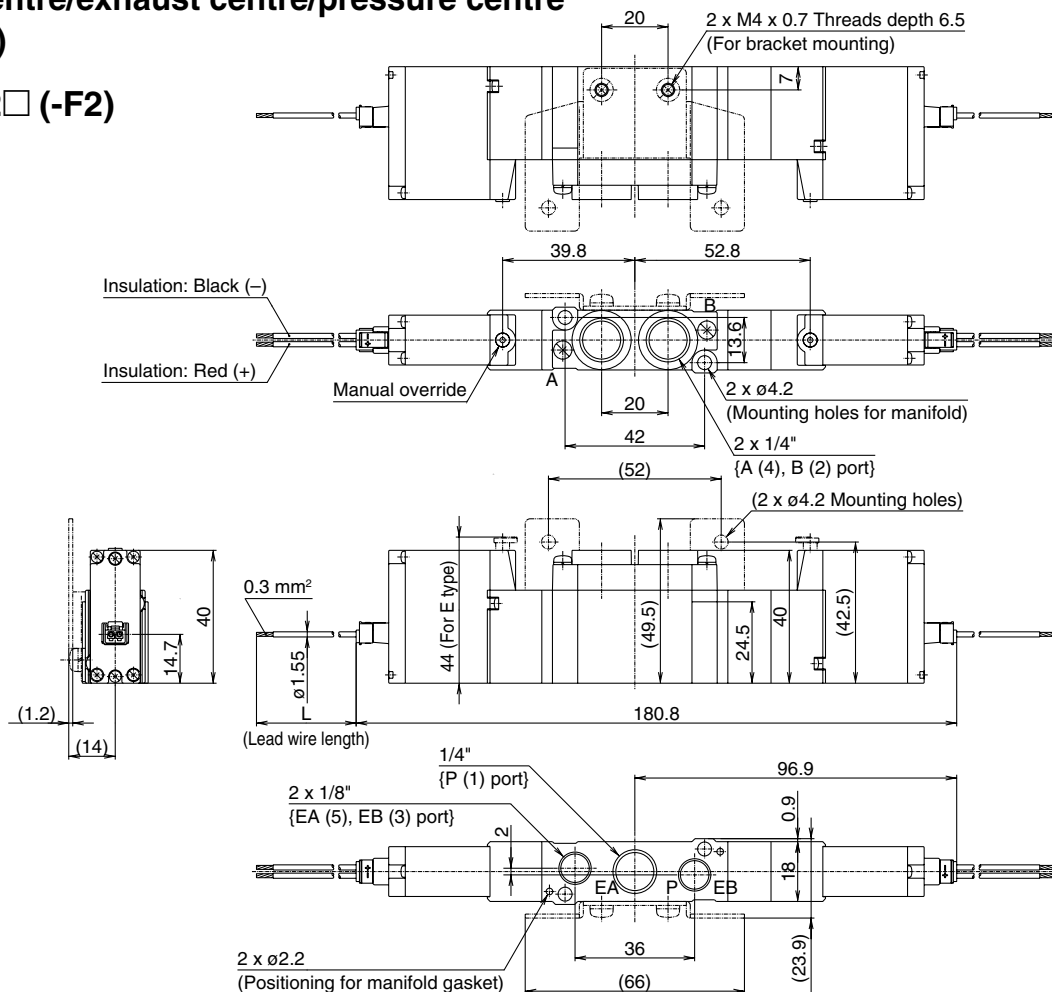 entre/exhaust centre/pressure centre
)
□ (-F2)
20
2 x M4 x 0.7 Threads depth 6.5
(For bracket mounting)
7
39.8
52.8
Insulation: Black (–)
Insulation: Red (+)
Manual override
A
B
13.6
20
42
2 x ø4.2
(Mounting holes for manifold)
2 x 1/4"
{A (4), B (2) port}
(52)
(2 x ø4.2 Mounting holes)
0.3 mm²
40
14.7
(1.2)
(14)
ø1.55
L
(Lead wire length)
44 (For E type)
(49.5)
24.5
40
(42.5)
180.8
1/4"
{P (1) port}
2 x 1/8"
{EA (5), EB (3) port}
96.9
0.9
2
18
EA
P
EB
36
(66)
(23.9)
2 x ø2.2
(Positioning for manifold gasket)